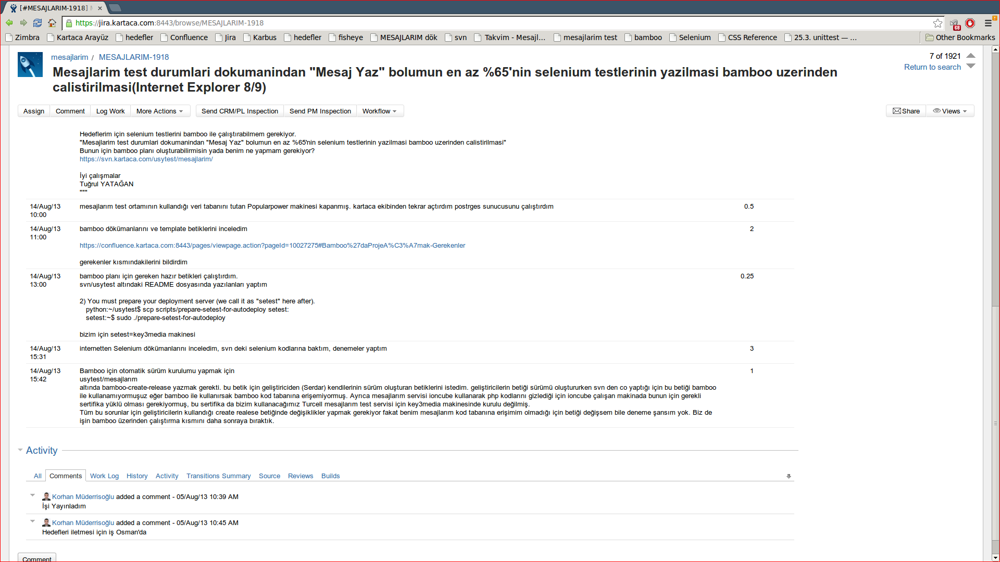 [#MESAJLARIM-1918]
https://jira.kartaca.com:8443/browse/MESAJLARIM-1918
68
Zimbra Kartaca Arayüz hedefler Confluence Jira Karbus hedefler fisheye MESAJLARIM dök svn Takvim - Mesajl... mesajlarim test bamboo Selenium CSS Reference 25.3. unittest — ... Other Bookmarks
mesajlarim / MESAJLARIM-1918
7 of 1921
Return to search
Mesajlarim test durumlari dokumanindan "Mesaj Yaz" bolumun en az %65'nin selenium testlerinin yazilmasi bamboo uzerinden
calistirilmasi(Internet Explorer 8/9)
Assign Comment Log Work More Actions Send CRM/PL Inspection Send PM Inspection Workflow Share Views
Hedeflerim için selenium testlerini bamboo ile çalıştırabilmem gerekiyor.
"Mesajlarim test durumlari dokumanindan "Mesaj Yaz" bolumun en az %65'nin selenium testlerinin yazilmasi bamboo uzerinden calistirilmasi"
Bunun için bamboo planı oluşturabilirmisin yada benim ne yapmam gerekiyor?
https://svn.kartaca.com/usytest/mesajlarim/
İyi çalışmalar
Tuğrul YATAĞAN
"""
14/Aug/13 mesajlarım test ortamının kullandığı veri tabanını tutan Popularpower makinesi kapanmış. kartaca ekibinden tekrar açtırdım postrges sunucusunu çalıştırdım 0.5
10:00
14/Aug/13 bamboo dökümanlarını ve template betiklerini inceledim 2
11:00
https://confluence.kartaca.com:8443/pages/viewpage.action?pageId=10027275#Bamboo%27daProjeA%C3%A7mak-Gerekenler
gerekenler kısmındakilerini bildirdim
14/Aug/13 bamboo planı için gereken hazır betikleri çalıştırdım. 0.25
13:00 svn/usytest altındaki README dosyasında yazılanları yaptım
2) You must prepare your deployment server (we call it as "setest" here after).
python:~/usytest$ scp scripts/prepare-setest-for-autodeploy setest:
setest:~$ sudo ./prepare-setest-for-autodeploy
bizim için setest=key3media makinesi
14/Aug/13 internetten Selenium dökümanlarını inceledim, svn deki selenium kodlarına baktım, denemeler yaptım 3
15:31
14/Aug/13 Bamboo için otomatik sürüm kurulumu yapmak için 1
15:42 usytest/mesajlarım
altında bamboo-create-release yazmak gerekti. bu betik için geliştiriciden (Serdar) kendilerinin sürüm oluşturan betiklerini istedim. geliştiricilerin betiği sürümü oluştururken svn den co yaptığı için bu betiği bamboo
ile kullanamıyormuşuz eğer bamboo ile kullanırsak bamboo kod tabanına erişemiyormuş. Ayrıca mesajlarım servisi ioncube kullanarak php kodlarını gizlediği için ioncube çalışan makinada bunun için gerekli
sertifika yüklü olması gerekiyormuş, bu sertifika da bizim kullanacağımız Turcell mesajlarım test servisi için key3media makinesinde kurulu değilmiş.
Tüm bu sorunlar için geliştiricilerin kullandığı create realese betiğinde değişiklikler yapmak gerekiyor fakat benim mesajlarım kod tabanına erişimim olmadığı için betiği değişsem bile deneme şansım yok. Biz de
işin bamboo üzerinden çalıştırma kısmını daha sonraya bıraktık.
Activity
All Comments Work Log History Activity Transitions Summary Source Reviews Builds
Korhan Müderrisoğlu added a comment - 05/Aug/13 10:39 AM
İşi Yayınladım
Korhan Müderrisoğlu added a comment - 05/Aug/13 10:45 AM
Hedefleri iletmesi için iş Osman'da
Comment